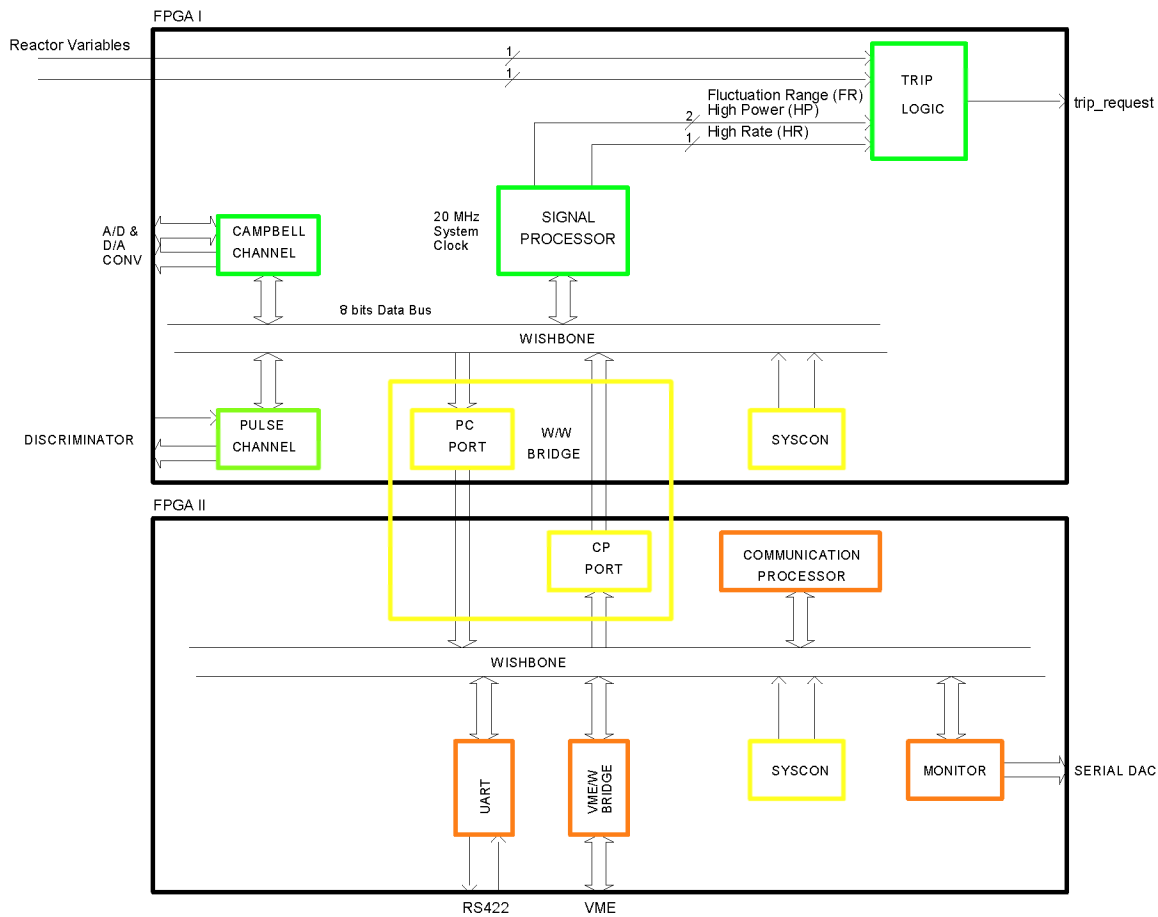 FPGA I
Reactor Variables
1
1
TRIP
LOGIC
trip_request
Fluctuation Range (FR)
High Power (HP)
2
High Rate (HR)
1
A/D &
D/A
CONV
CAMPBELL
CHANNEL
20 MHz
System
Clock
SIGNAL
PROCESSOR
8 bits Data Bus
WISHBONE
DISCRIMINATOR
PULSE
CHANNEL
PC
PORT
W/W
BRIDGE
SYSCON
FPGA II
CP
PORT
COMMUNICATION
PROCESSOR
WISHBONE
UART
VME/W
BRIDGE
SYSCON
MONITOR
SERIAL DAC
RS422
VME